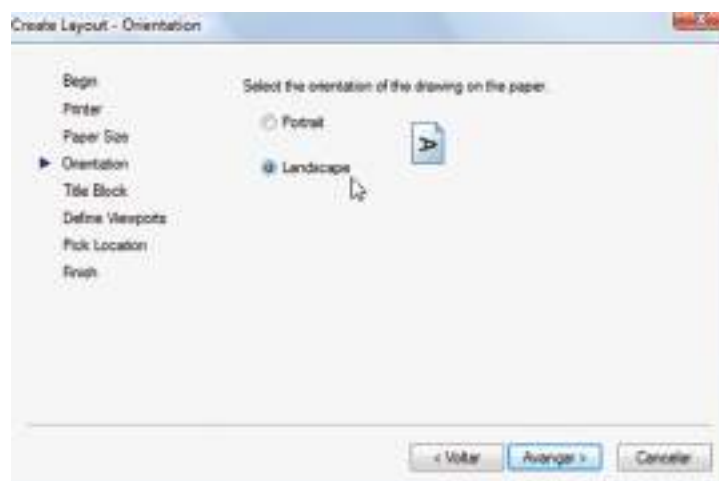 Create Layout - Orientation
Begin
Printer
Paper Size
Orientation
Title Block
Define Viewports
Pick Location
Finish
Select the orientation of the drawing on the paper.
Portrait
Landscape
A
< Voltar
Avançar >
Cancelar